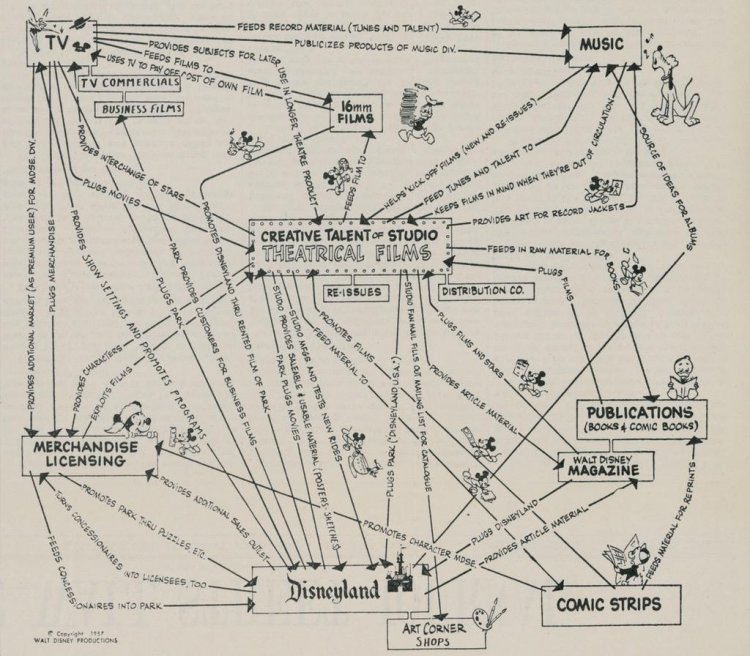 FEEDS RECORD MATERIAL (TUNES AND TALENT)
TV
PUBLICIZES PRODUCTS OF MUSIC DIV.
MUSIC
PROVIDES SUBJECTS FOR LATER USE IN LONGER THEATRE PRODUCT
FEEDS FILMS TO
USES TV TO PAY OFF COST OF OWN FILM
TV COMMERCIALS
BUSINESS FILMS
16mm
FILMS
FEEDS FILM TO
HELPS KICK OFF FILMS (NEW AND RE-ISSUES)
FEED TUNES AND TALENT TO
KEEPS FILMS IN MIND WHEN THEY'RE OUT OF CIRCULATION
SOURCE OF IDEAS FOR ALBUMS
PROVIDES INTERCHANGE OF STARS
PLUGS MOVIES
PROVIDES ART FOR RECORD JACKETS
CREATIVE TALENT OF STUDIO
THEATRICAL FILMS
FEEDS IN RAW MATERIAL FOR BOOKS
PLUGS FILMS
RE-ISSUES
DISTRIBUTION CO.
PROVIDES ADDITIONAL MARKET (AS PREMIUM USER) FOR MDSE. DIV.
PLUGS MERCHANDISE
PROVIDES SHOW SETTINGS AND PROMOTES PROGRAMS
PLUGS PARK
PARK PROVIDES CUSTOMERS FOR BUSINESS FILMS
PROMOTES DISNEYLAND THRU RENTED FILM OF PARK
PROVIDES CHARACTERS
EXPLOITS FILMS
STUDIO PROVIDES SALEABLE & USABLE MATERIAL (POSTERS-SKETCHES)
STUDIO MFGS AND TESTS NEW RIDES
PARK PLUGS MOVIES
FEED MATERIAL TO
PROMOTES FILMS
PLUGS PARK ("DISNEYLAND U.S.A.")
STUDIO FAN MAIL FILLS OUT MAILING LIST FOR CATALOGUE
PLUGS FILMS AND STARS
PROVIDES ARTICLE MATERIAL
PUBLICATIONS
(BOOKS & COMIC BOOKS)
WALT DISNEY
MAGAZINE
MERCHANDISE
LICENSING
PROVIDES ADDITIONAL SALES OUTLET
PROMOTES PARK THRU PUZZLES, ETC.
TURNS CONCESSIONAIRES INTO LICENSEES, TOO
FEEDS CONCESSIONAIRES INTO PARK
PROMOTES CHARACTER MDSE.
PLUGS DISNEYLAND
PROVIDES ARTICLE MATERIAL
FEEDS MATERIAL FOR REPRINTS
Disneyland
COMIC STRIPS
ART CORNER
SHOPS
© Copyright 1957
WALT DISNEY PRODUCTIONS